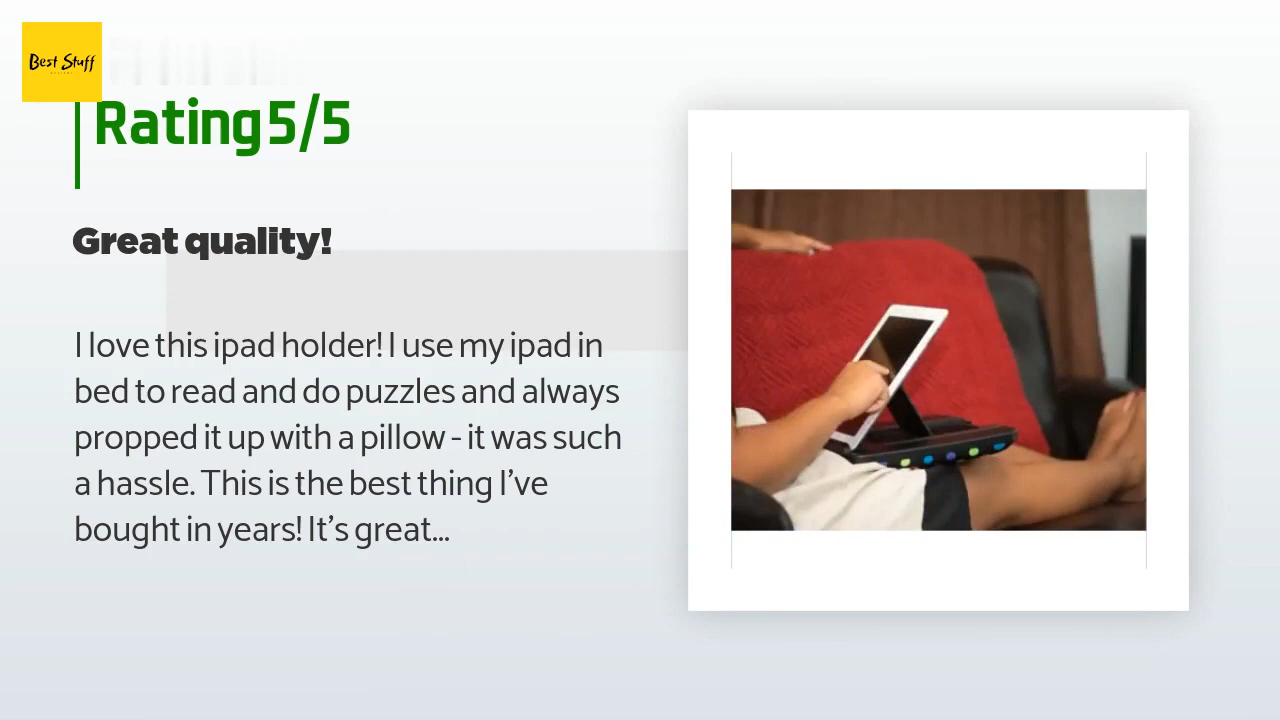 Best Stuff
Rating 5/5
Great quality!
I love this ipad holder! I use my ipad in
bed to read and do puzzles and always
propped it up with a pillow - it was such
a hassle. This is the best thing I’ve
bought in years! It’s great...